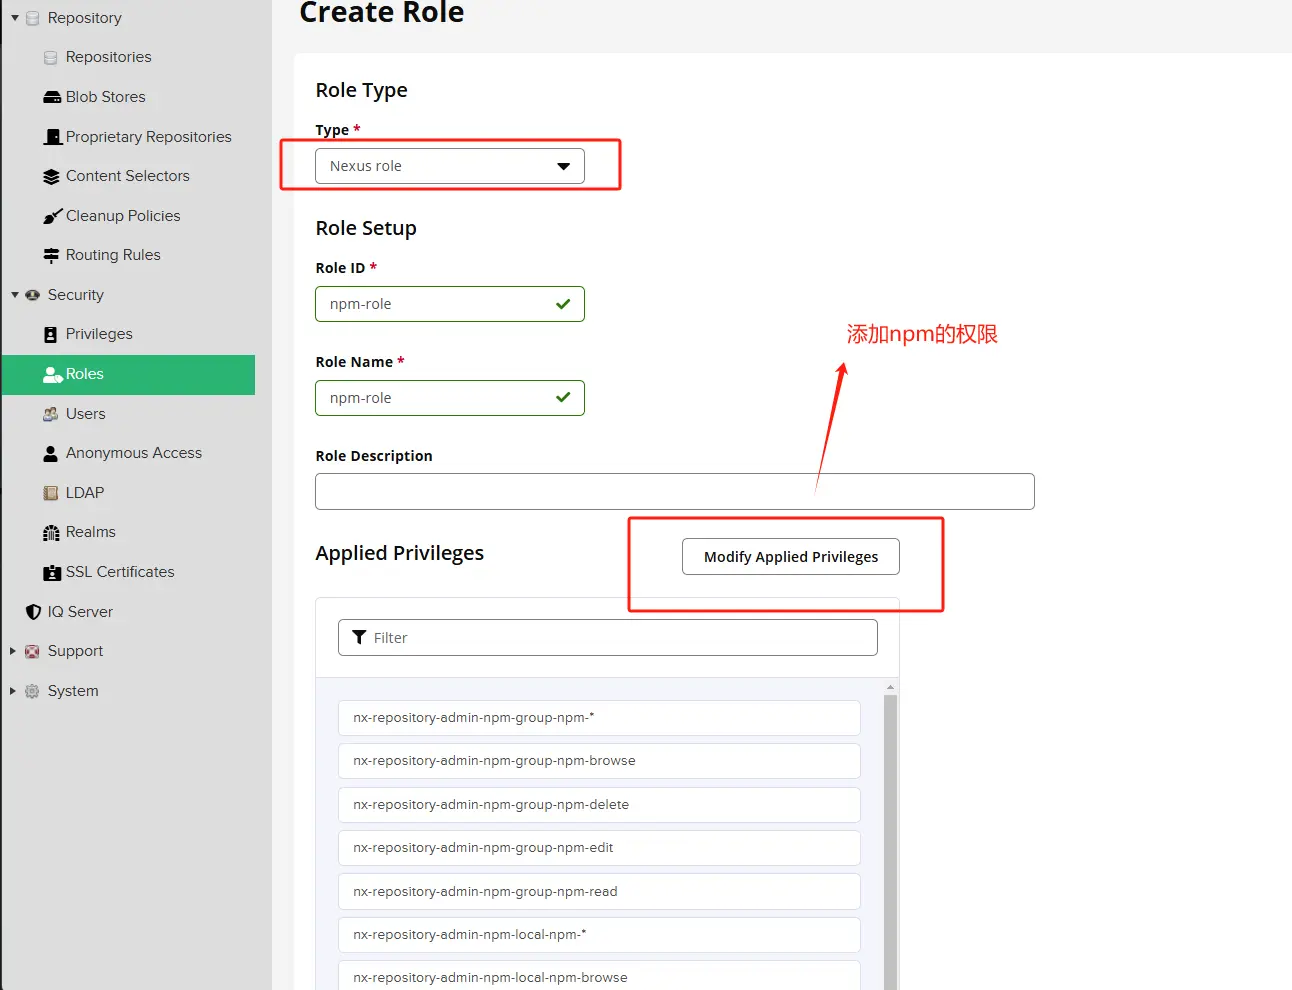 Repository
Repositories
Blob Stores
Proprietary Repositories
Content Selectors
Cleanup Policies
Routing Rules
Security
Privileges
Roles
Users
Anonymous Access
LDAP
Realms
SSL Certificates
IQ Server
Support
System
Create Role
Role Type
Type *
Nexus role
Role Setup
Role ID *
npm-role
Role Name *
npm-role
添加npm的权限
Role Description
Applied Privileges
Modify Applied Privileges
Filter
nx-repository-admin-npm-group-npm-*
nx-repository-admin-npm-group-npm-browse
nx-repository-admin-npm-group-npm-delete
nx-repository-admin-npm-group-npm-edit
nx-repository-admin-npm-group-npm-read
nx-repository-admin-npm-local-npm-*
nx-repository-admin-npm-local-npm-browse